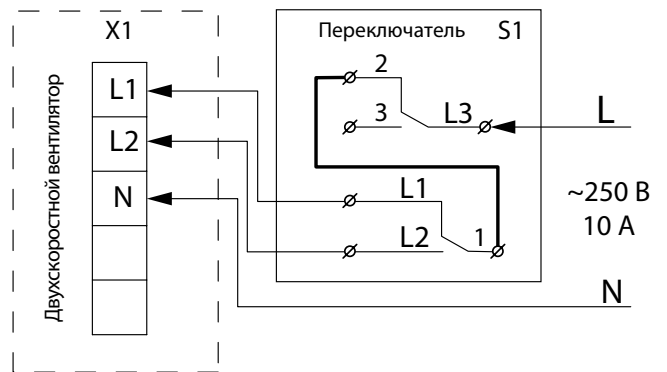 X1
Двухскоростной вентилятор
L1
L2
N
Переключатель S1
2
3
L3
L1
L2
1
L
~250 В
10 А
N